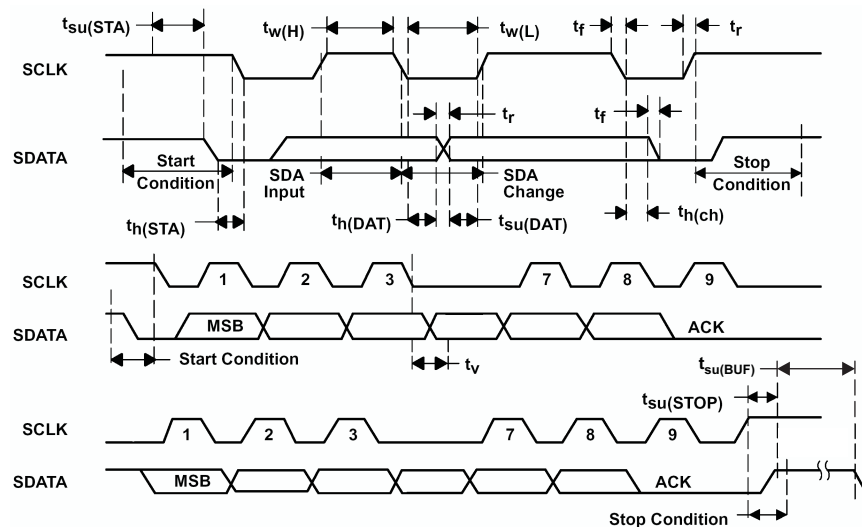 tsu(STA) tw(H) tw(L) tf tr
SCLK
tr tf
SDATA
Start Condition SDA Input SDA Change Stop Condition
th(STA) th(DAT) tsu(DAT) th(ch)
SCLK 1 2 3 7 8 9
SDATA MSB ACK
Start Condition tv tsu(BUF)
tsu(STOP)
SCLK 1 2 3 7 8 9
SDATA MSB ACK
Stop Condition